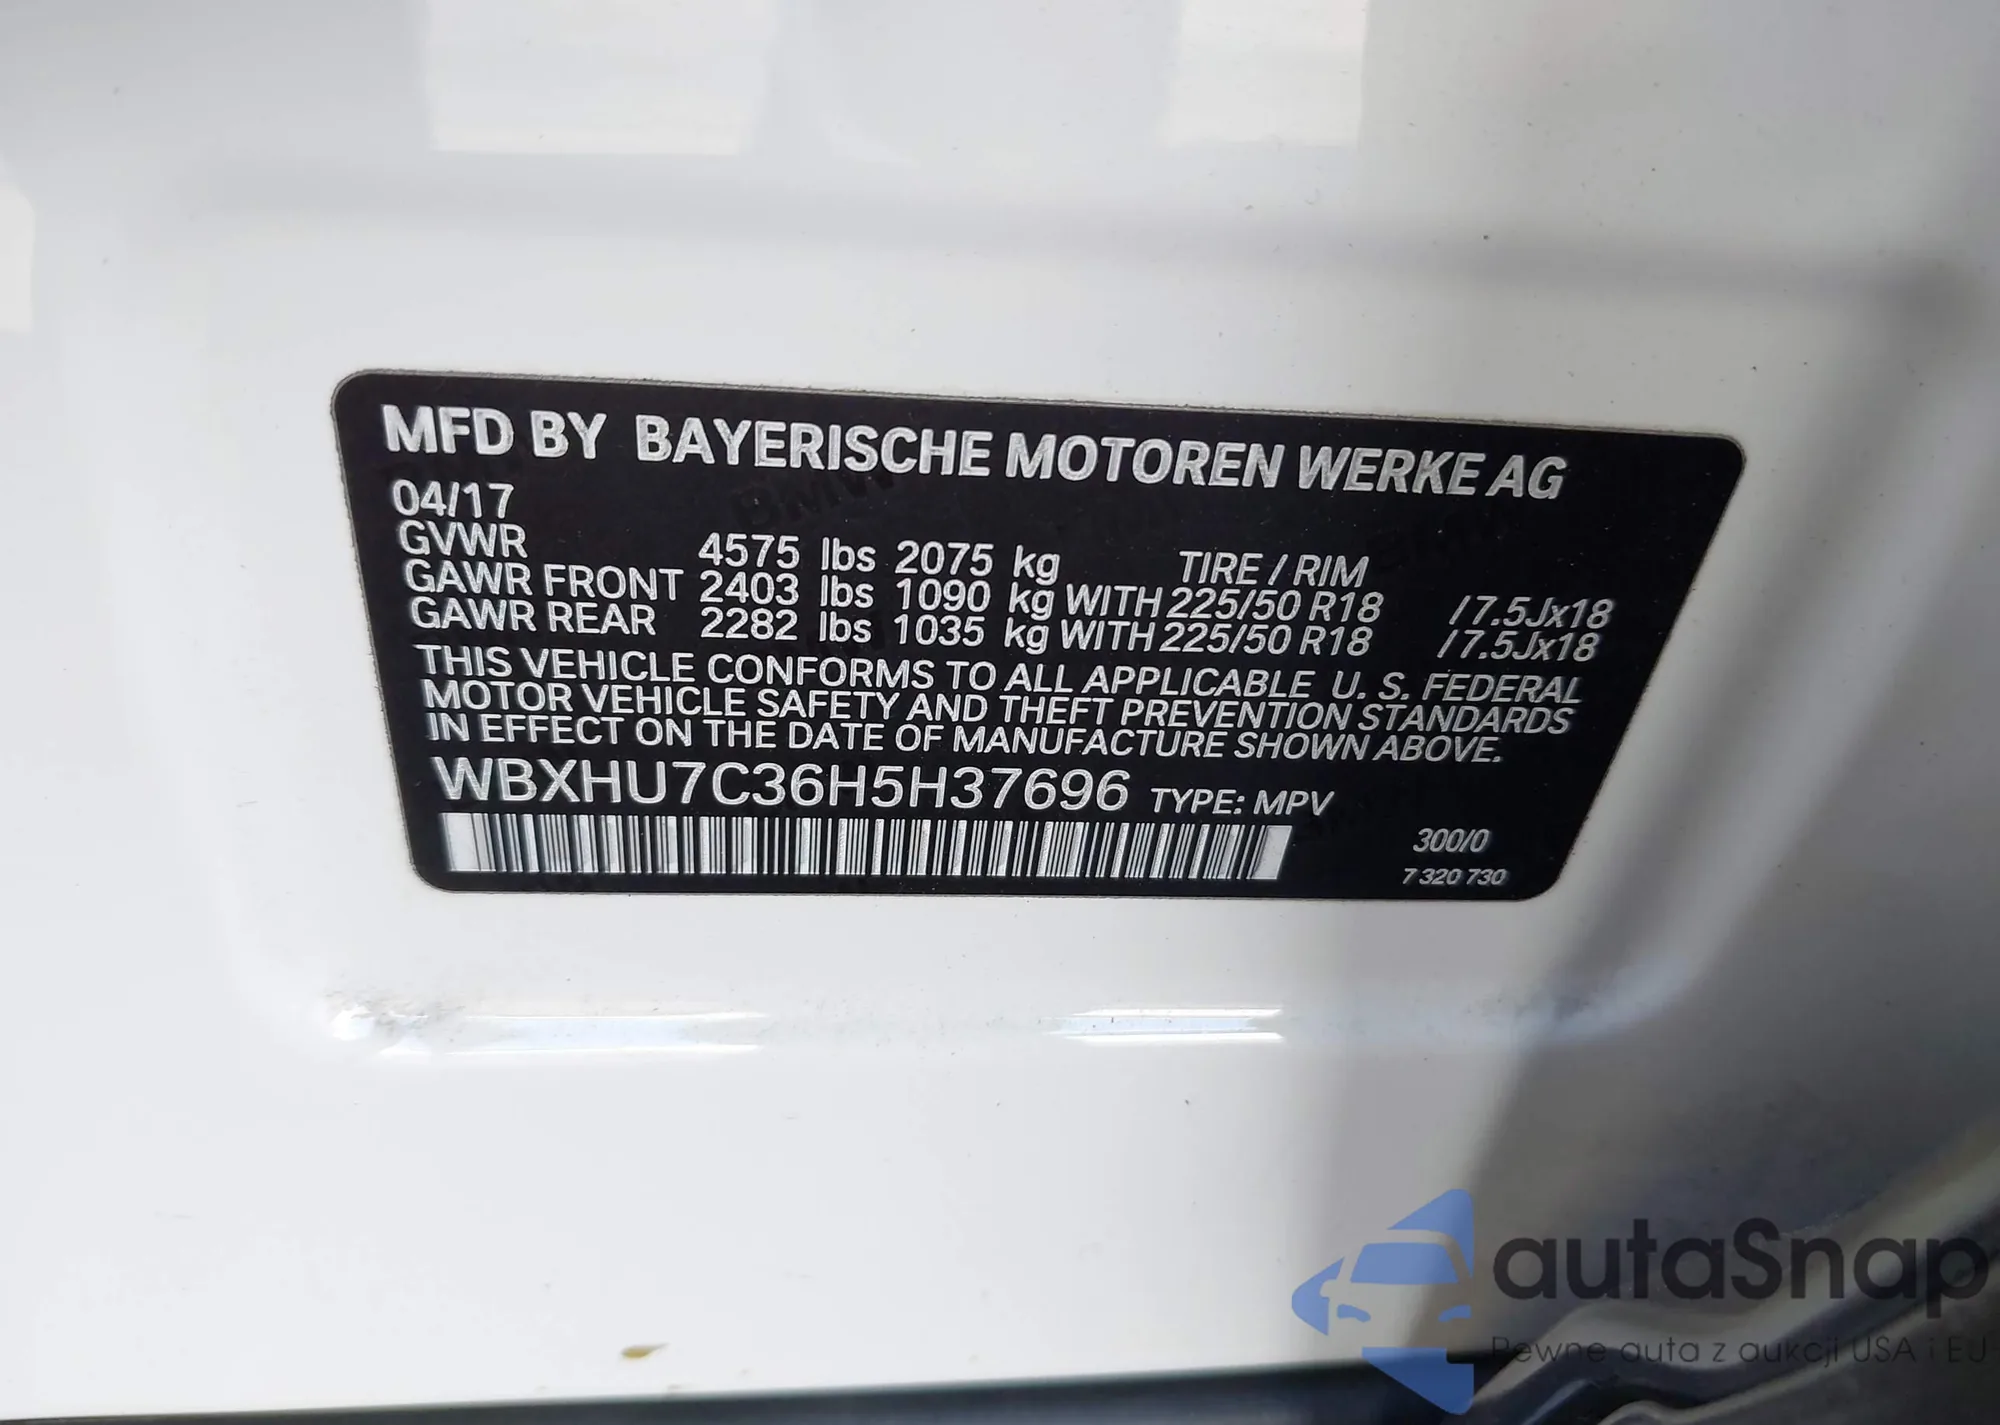 MFD BY BAYERISCHE MOTOREN WERKE AG
04/17
GVWR 4575 lbs 2075 kg TIRE / RIM
GAWR FRONT 2403 lbs 1090 kg WITH 225/50 R18 / 7.5Jx18
GAWR REAR 2282 lbs 1035 kg WITH 225/50 R18 / 7.5Jx18
THIS VEHICLE CONFORMS TO ALL APPLICABLE U. S. FEDERAL
MOTOR VEHICLE SAFETY AND THEFT PREVENTION STANDARDS
IN EFFECT ON THE DATE OF MANUFACTURE SHOWN ABOVE.
WBXHU7C36H5H37696 TYPE: MPV
300/0
7 320 730
autaSnap
Pewne auta z aukcji USA i EU